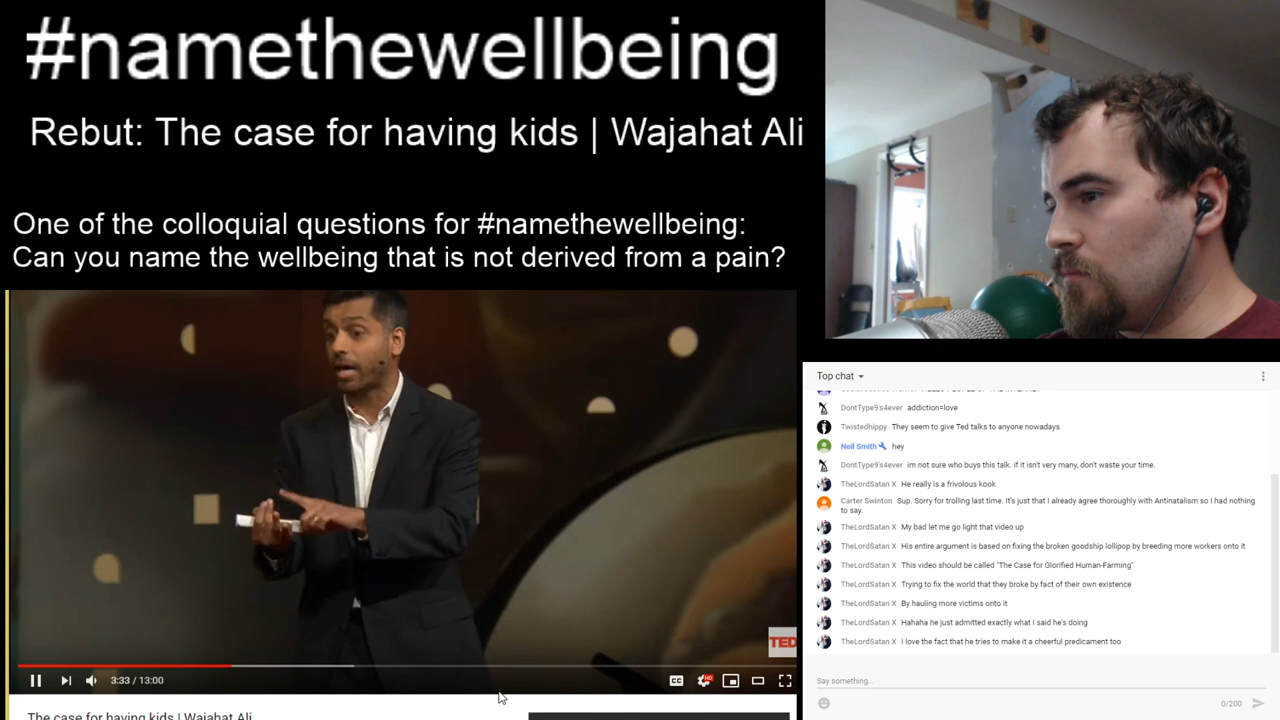 #namethewellbeing
Rebut: The case for having kids | Wajahat Ali
One of the colloquial questions for #namethewellbeing:
Can you name the wellbeing that is not derived from a pain?
TED
3:33 / 13:00
CC
HD
The case for having kids | Wajahat Ali
Top chat
DontType9's4ever addiction=love
Twistedhippy They seem to give Ted talks to anyone nowadays
Neil Smith hey
DontType9's4ever im not sure who buys this talk. if it isn't very many, don't waste your time.
TheLordSatan X He really is a frivolous kook
Carter Swinton Sup. Sorry for trolling last time. It's just that I already agree thoroughly with Antinatalism so I had nothing
to say.
TheLordSatan X My bad let me go light that video up
TheLordSatan X His entire argument is based on fixing the broken goodship lollipop by breeding more workers onto it
TheLordSatan X This video should be called "The Case for Glorified Human-Farming"
TheLordSatan X Trying to fix the world that they broke by fact of their own existence
TheLordSatan X By hauling more victims onto it
TheLordSatan X Hahaha he just admitted exactly what I said he's doing
TheLordSatan X I love the fact that he tries to make it a cheerful predicament too
Say something...
0/200